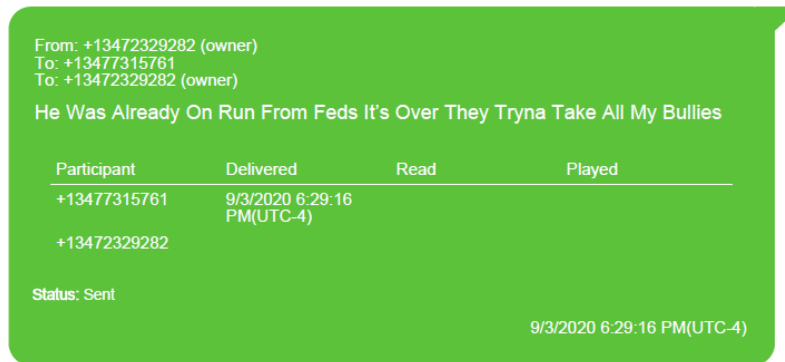 From: +13472329282 (owner)
To: +13477315761
To: +13472329282 (owner)
He Was Already On Run From Feds It's Over They Tryna Take All My Bullies
Participant Delivered Read Played
+13477315761 9/3/2020 6:29:16
PM(UTC-4)
+13472329282
Status: Sent
9/3/2020 6:29:16 PM(UTC-4)